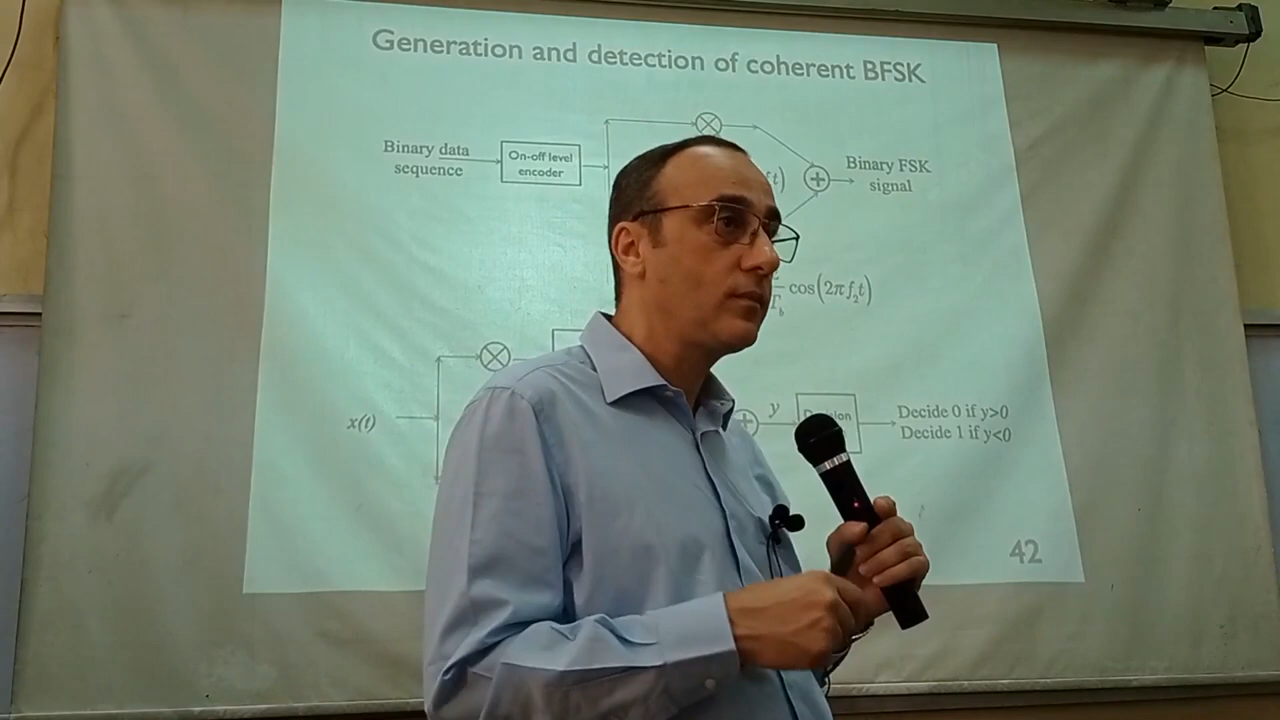 Generation and detection of coherent BFSK
Binary data
sequence
On-off level
encoder
Binary FSK
signal
t)
cos(2πf₂t)
T_b
x(t)
y
Decide 0 if y>0
Decide 1 if y<0
42